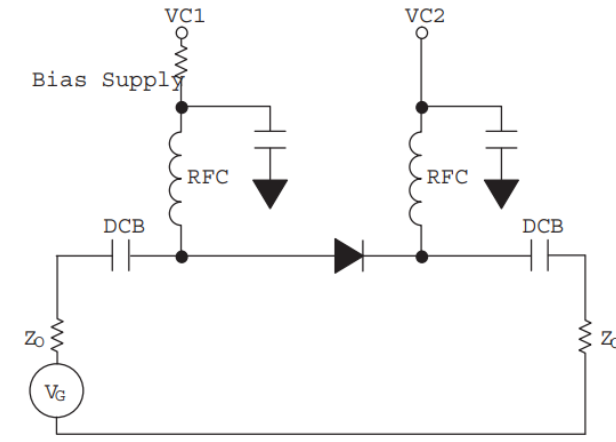 VC1 VC2
Bias Supply
RFC RFC
DCB DCB
ZO ZO
VG